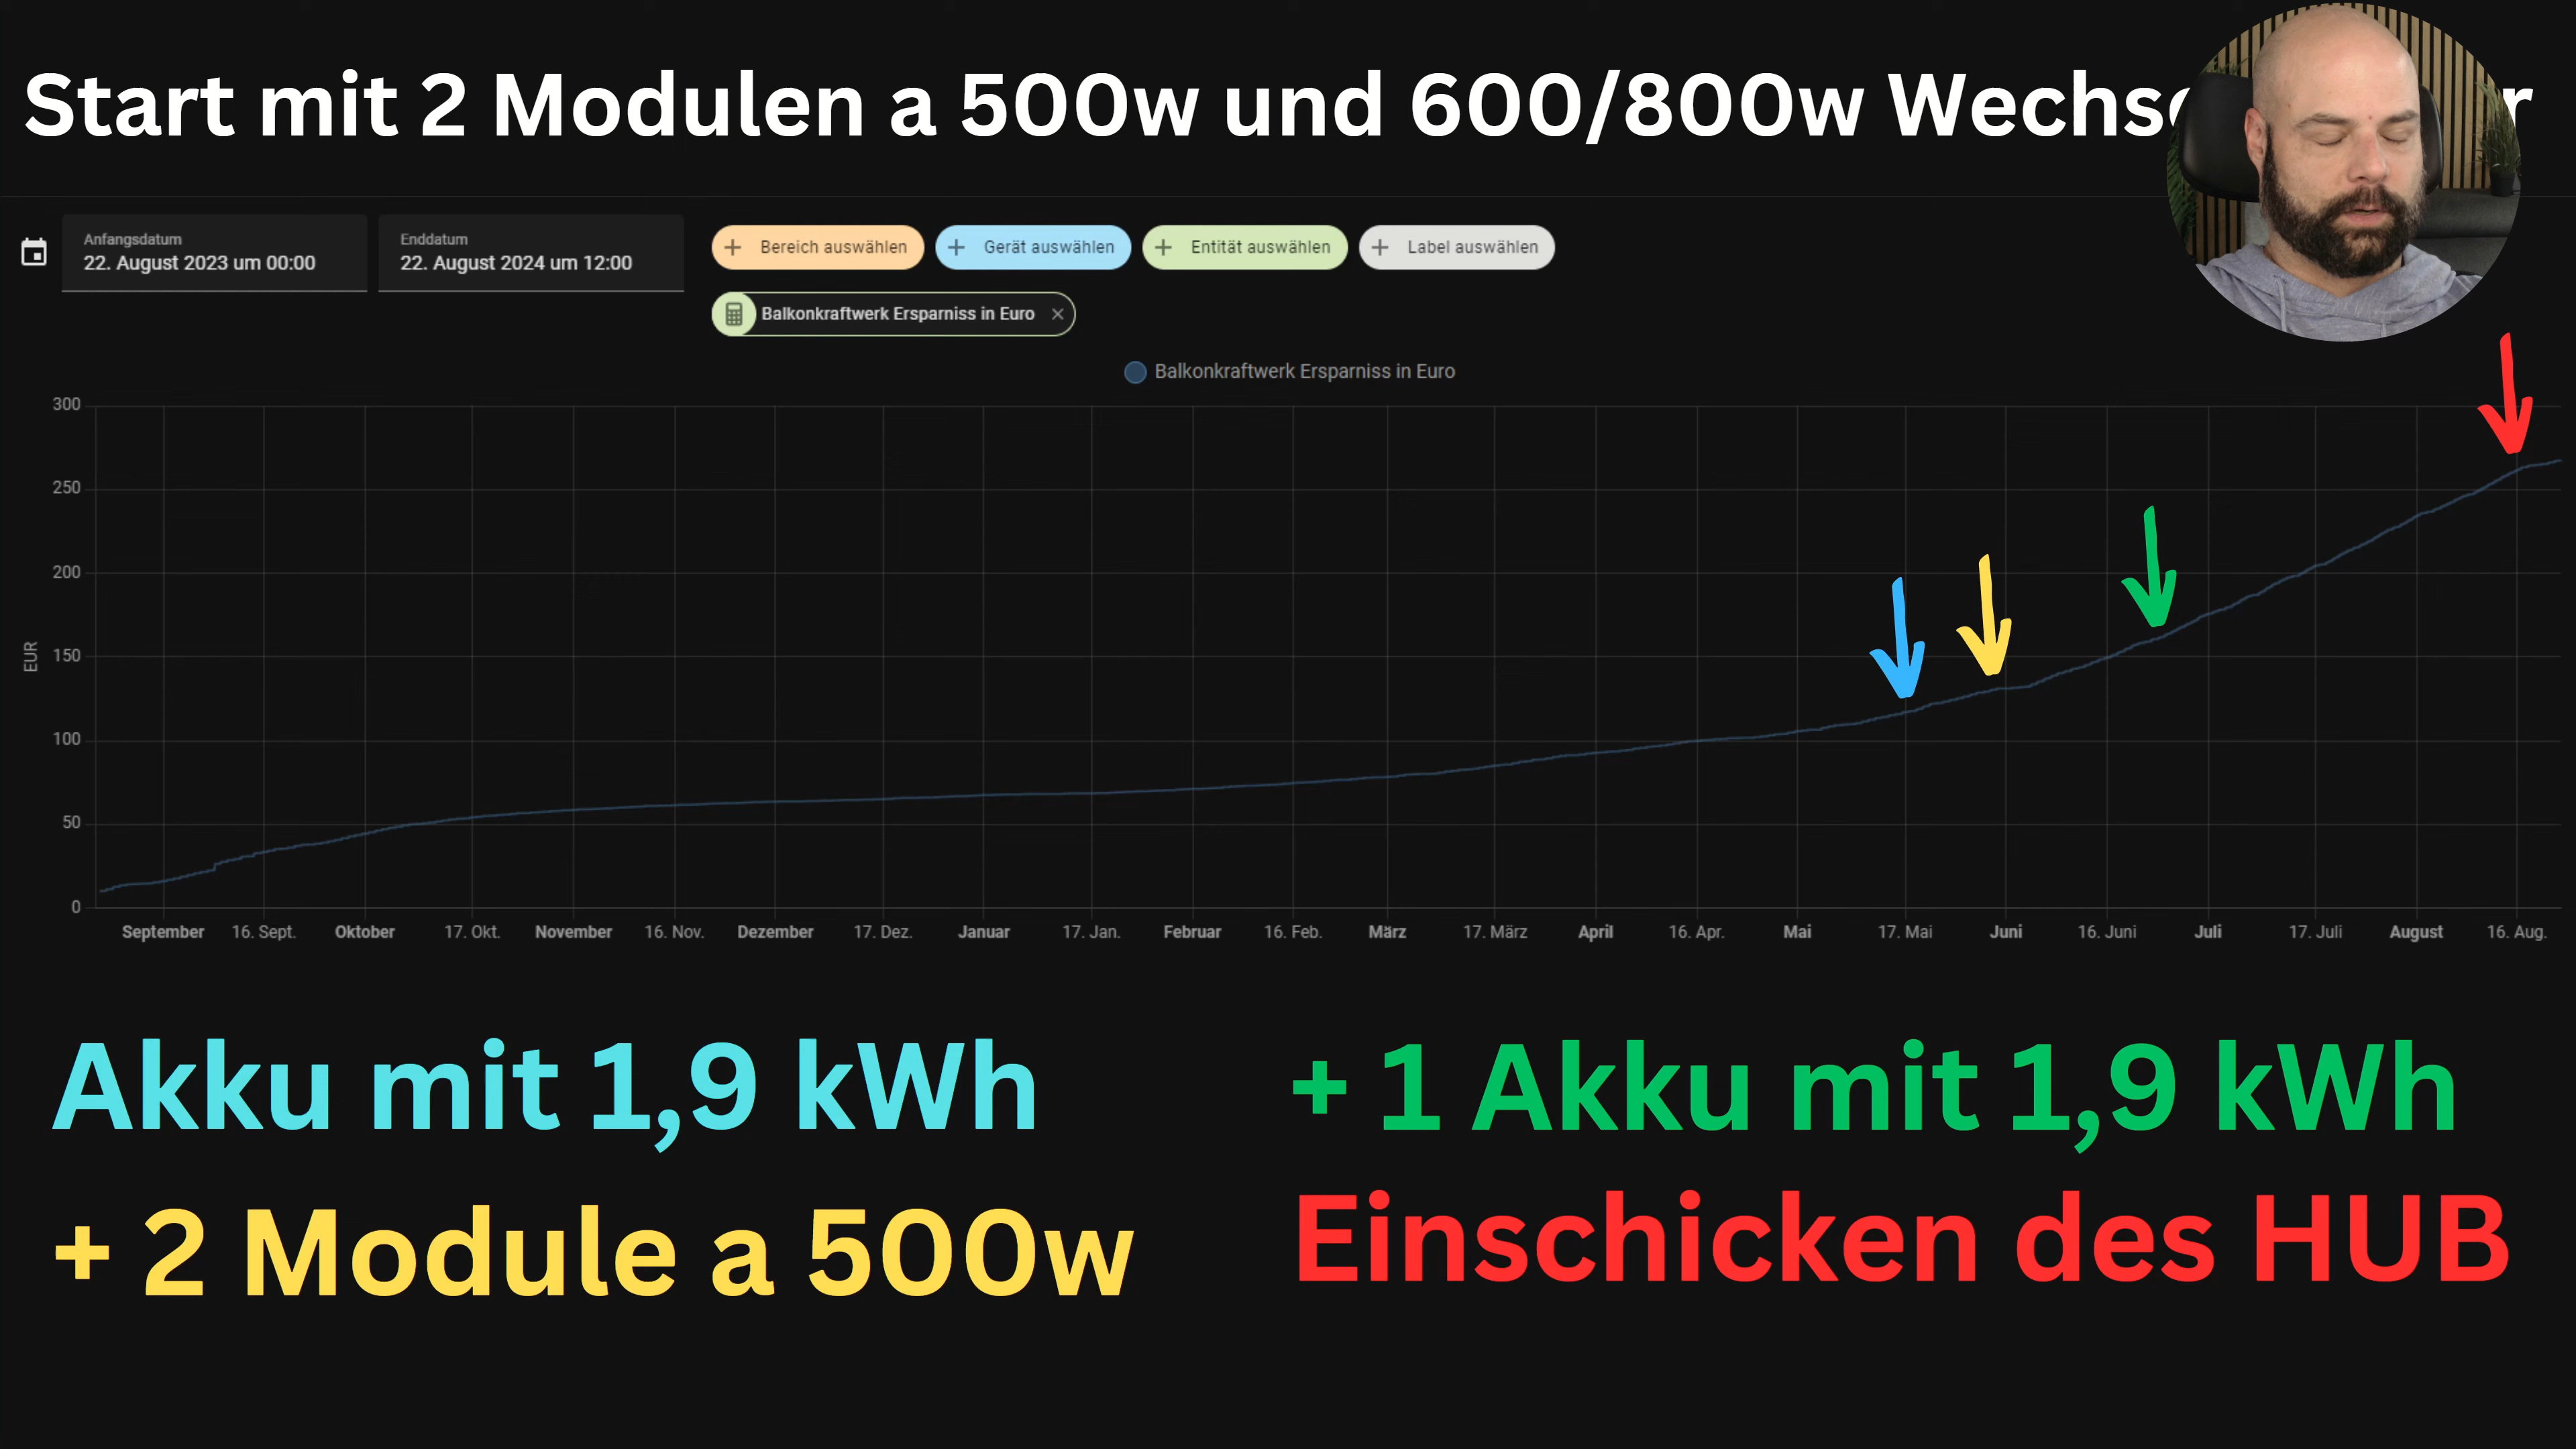 Start mit 2 Modulen a 500w und 600/800w
Anfangsdatum
22. August 2023 um 00:00
Enddatum
22. August 2024 um 12:00
+ Bereich auswählen
+ Gerät auswählen
+ Entität auswählen
+ Label auswählen
Balkonkraftwerk Ersparniss in Euro ×
Balkonkraftwerk Ersparniss in Euro
300
250
200
150
100
50
0
EUR
September 16. Sept. Oktober 17. Okt. November 16. Nov. Dezember 17. Dez. Januar 17. Jan. Februar 16. Feb. März 17. März April 16. Apr. Mai 17. Mai Juni 16. Juni Juli 17. Juli August 16. Aug.
Akku mit 1,9 kWh
+ 2 Module a 500w
+ 1 Akku mit 1,9 kWh
Einschicken des HUB